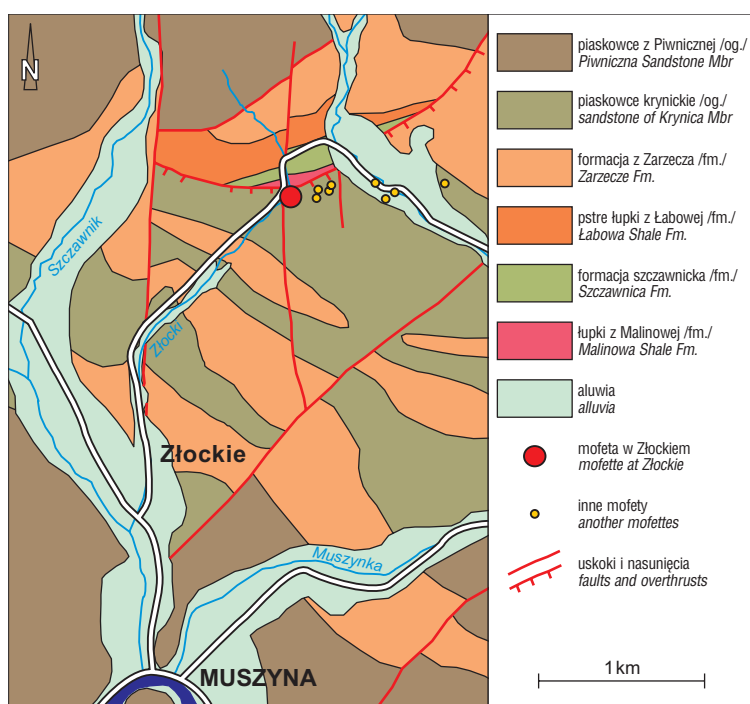 N
Szczawnik
Złocki
Złockie
Muszynka
MUSZYNA
piaskowce z Piwnicznej /og./
Piwniczna Sandstone Mbr
piaskowce krynickie /og./
sandstone of Krynica Mbr
formacja z Zarzecza /fm./
Zarzecze Fm.
pstre łupki z Łabowej /fm./
Łabowa Shale Fm.
formacja szczawnicka /fm./
Szczawnica Fm.
łupki z Malinowej /fm./
Malinowa Shale Fm.
aluwia
alluvia
mofeta w Złockiem
mofette at Złockie
inne mofety
another mofettes
uskoki i nasunięcia
faults and overthrusts
1 km